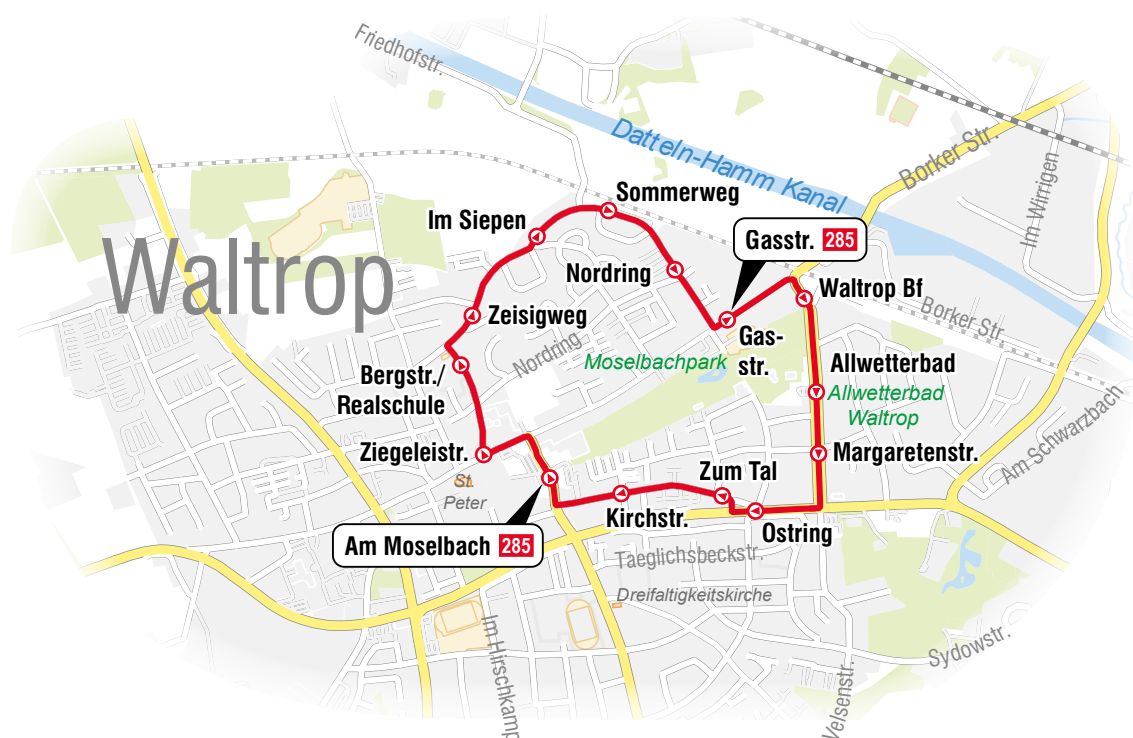 Friedhofstr.
Datteln-Hamm Kanal
Borker Str.
Im Wirrigen
Sommerweg
Im Siepen
Waltrop
Gasstr. 285
Nordring
Waltrop Bf
Borker Str.
Zeisigweg
Nordring
Gas-
str.
Moselbachpark
Bergstr./
Realschule
Allwetterbad
Allwetterbad
Waltrop
Am Schwarzbach
Ziegeleistr.
Margaretenstr.
Zum Tal
St.
Peter
Kirchstr.
Ostring
Am Moselbach 285
Taeglichsbeckstr.
Dreifaltigkeitskirche
Im Hirschkamp
Sydowstr.
Velsenstr.